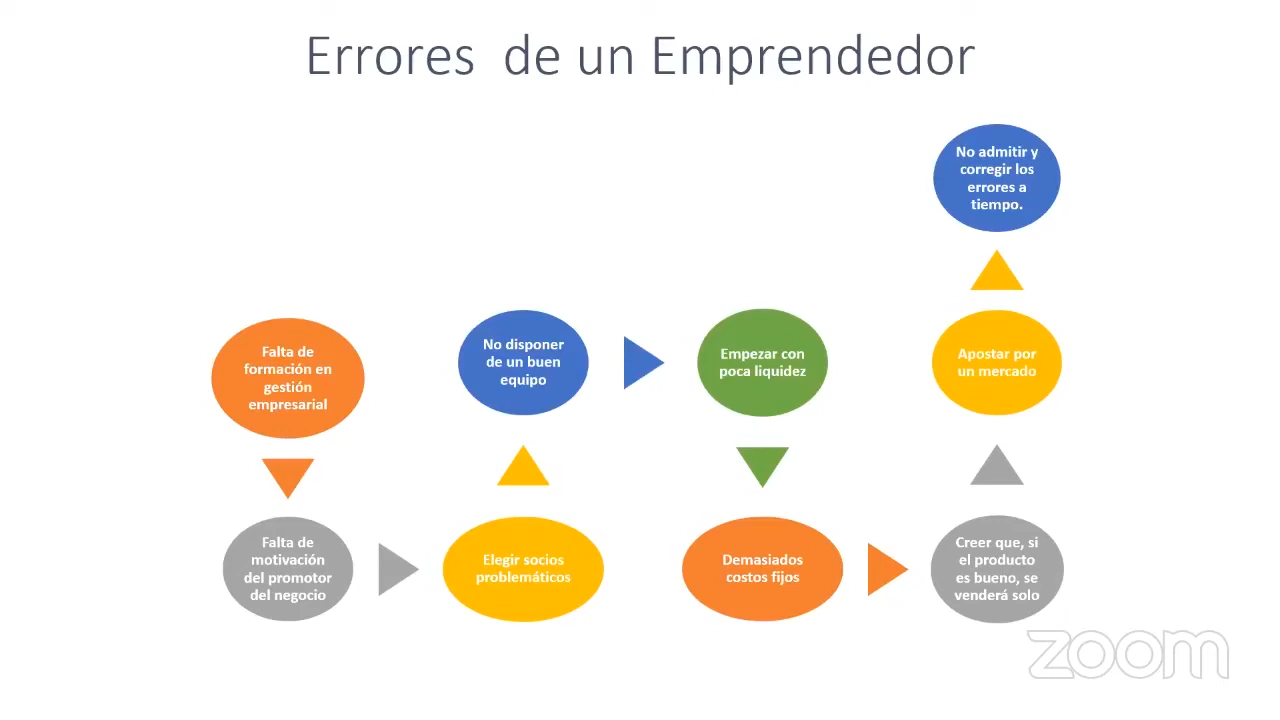 Errores de un Emprendedor
Falta de
formación en
gestión
empresarial
Falta de
motivación
del promotor
del negocio
Elegir socios
problemáticos
No disponer
de un buen
equipo
Empezar con
poca liquidez
Demasiados
costos fijos
Creer que, si
el producto
es bueno, se
venderá solo
Apostar por
un mercado
No admitir y
corregir los
errores a
tiempo.
zoom